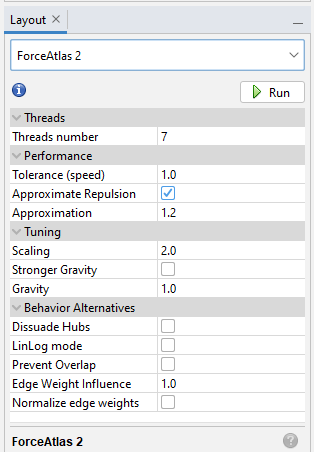 Layout
ForceAtlas 2
Run
Threads
Threads number 7
Performance
Tolerance (speed) 1.0
Approximate Repulsion
Approximation 1.2
Tuning
Scaling 2.0
Stronger Gravity
Gravity 1.0
Behavior Alternatives
Dissuade Hubs
LinLog mode
Prevent Overlap
Edge Weight Influence 1.0
Normalize edge weights
ForceAtlas 2